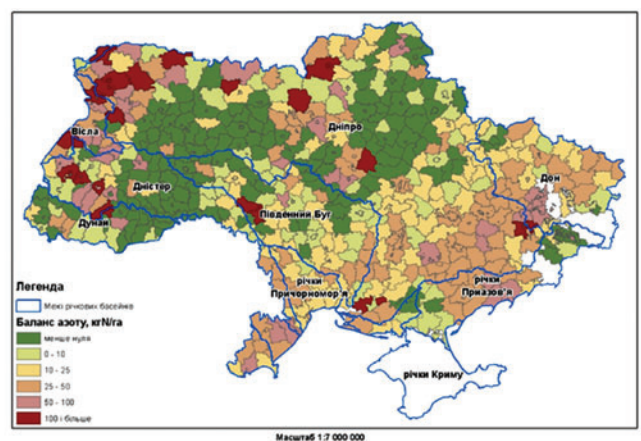 Вісла
Дніпро
Дон
Дністер
Південний Буг
Дунай
річки
Причорномор'я
річки
Приазов'я
річки Криму
Легенда
Межі річкових басейнів
Баланс азоту, кгN/га
менше нуля
0 - 10
10 - 25
25 - 50
50 - 100
100 і більше
Масштаб 1:7 000 000